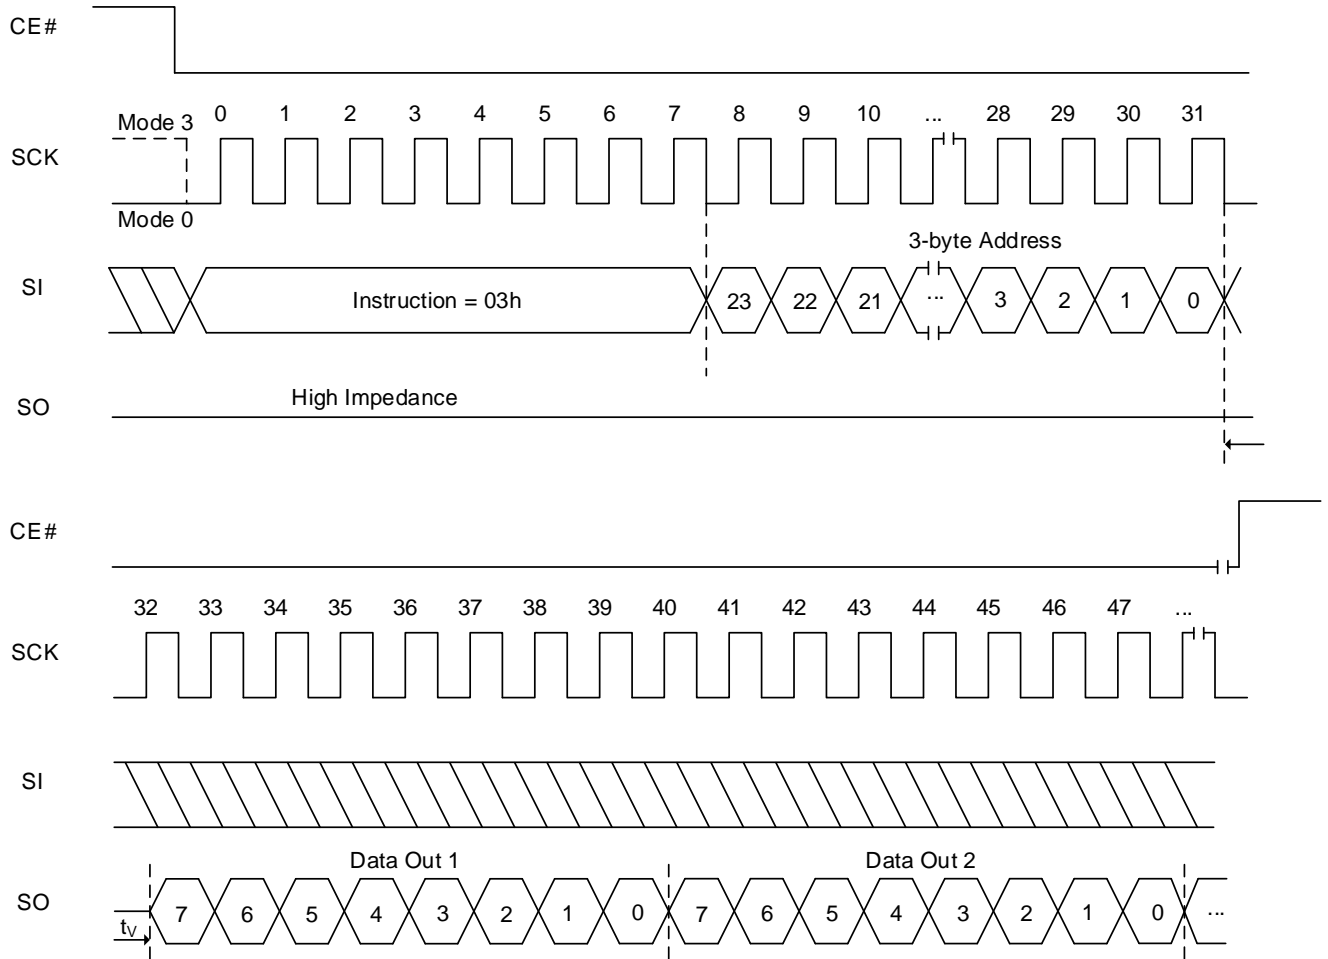 CE#
0 1 2 3 4 5 6 7 8 9 10 ... 28 29 30 31
Mode 3
SCK
Mode 0
3-byte Address
SI
Instruction = 03h 23 22 21 ... 3 2 1 0
High Impedance
SO
CE#
32 33 34 35 36 37 38 39 40 41 42 43 44 45 46 47 ...
SCK
SI
Data Out 1 Data Out 2
SO
7 6 5 4 3 2 1 0 7 6 5 4 3 2 1 0 ...
tV